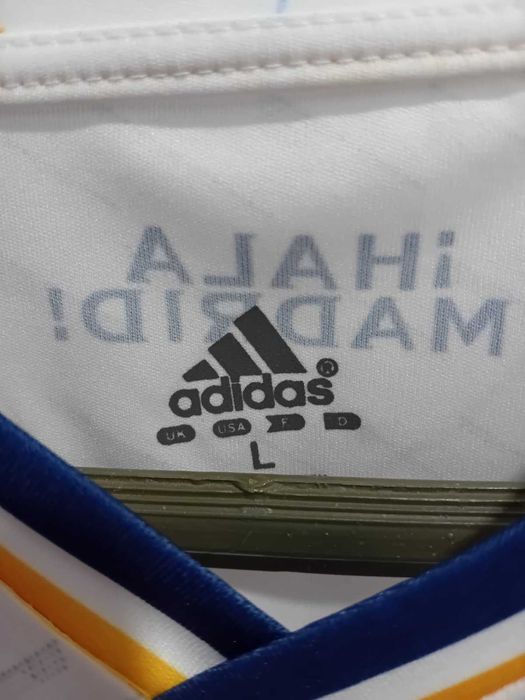 ¡HALA
MADRID!
adidas®
UK USA F D
L